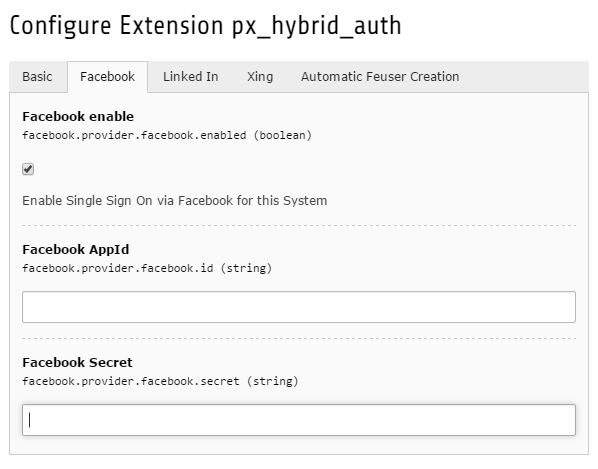 Configure Extension px_hybrid_auth
Basic Facebook Linked In Xing Automatic Feuser Creation
Facebook enable
facebook.provider.facebook.enabled (boolean)
Enable Single Sign On via Facebook for this System
Facebook AppId
facebook.provider.facebook.id (string)
Facebook Secret
facebook.provider.facebook.secret (string)